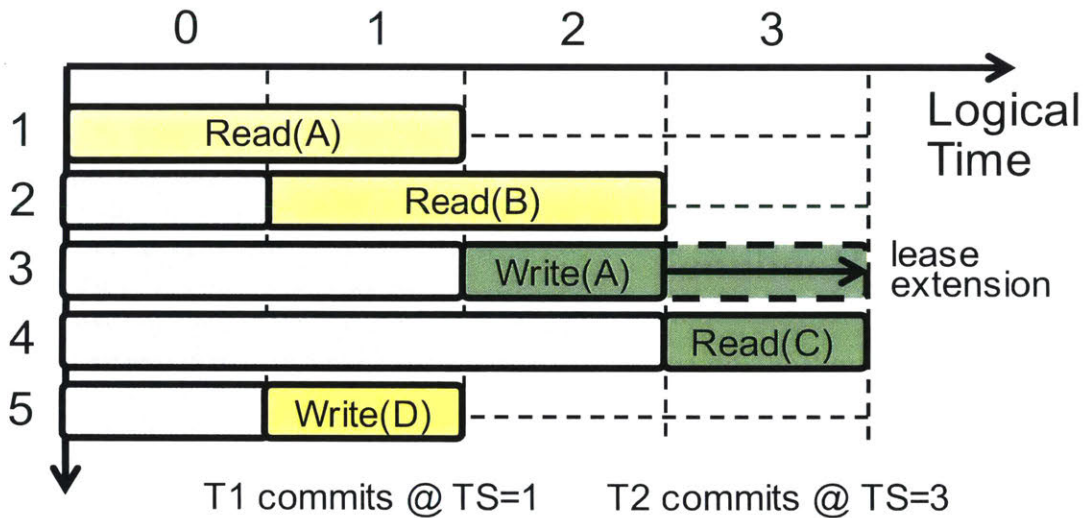 0 1 2 3
Logical
Time
1 Read(A)
2 Read(B)
3 Write(A) lease
extension
4 Read(C)
5 Write(D)
T1 commits @ TS=1 T2 commits @ TS=3